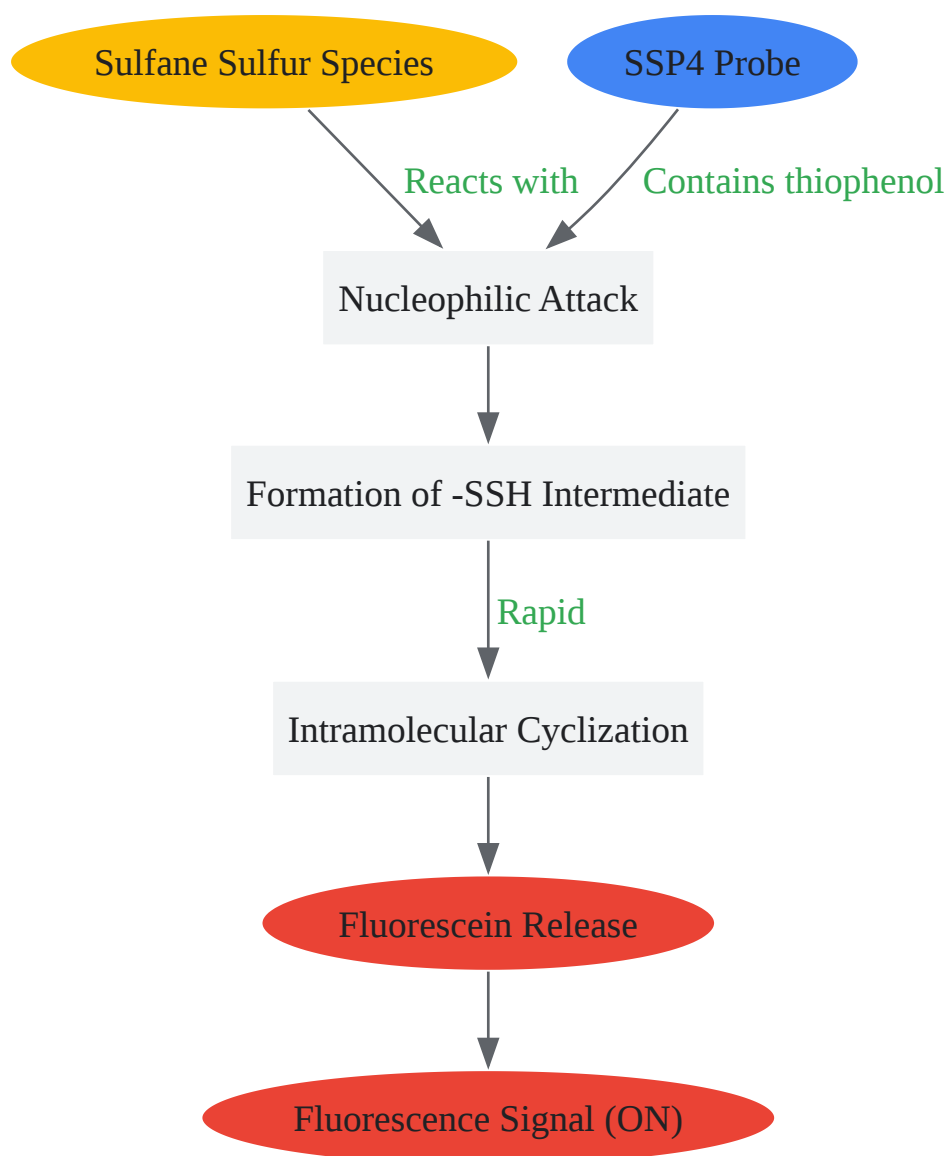 Sulfane Sulfur Species
SSP4 Probe
Reacts with
Contains thiophenol
Nucleophilic Attack
Formation of -SSH Intermediate
Rapid
Intramolecular Cyclization
Fluorescein Release
Fluorescence Signal (ON)